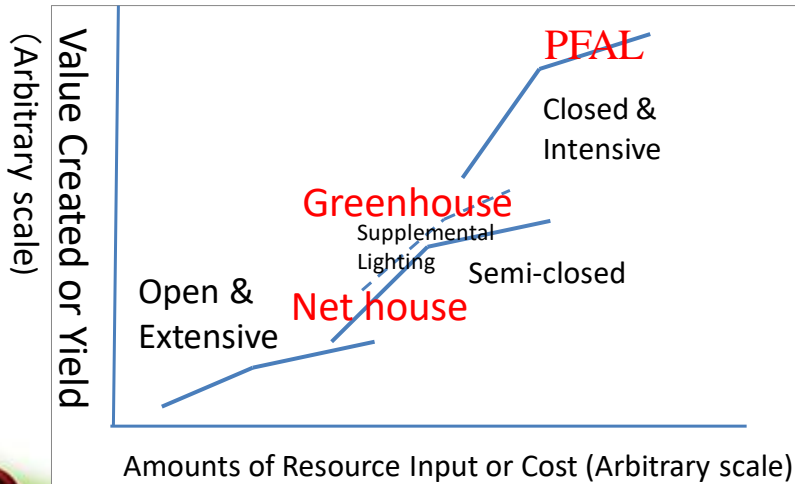 Value Created or Yield
(Arbitrary scale)
PFAL
Closed &
Intensive
Greenhouse
Supplemental
Lighting
Semi-closed
Open &
Extensive
Net house
Amounts of Resource Input or Cost (Arbitrary scale)